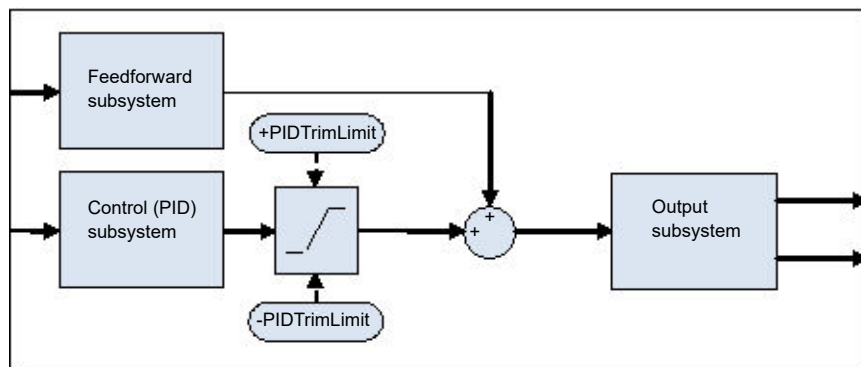 Feedforward
subsystem
+PIDTrimLimit
Control (PID)
subsystem
+
+
Output
subsystem
-PIDTrimLimit